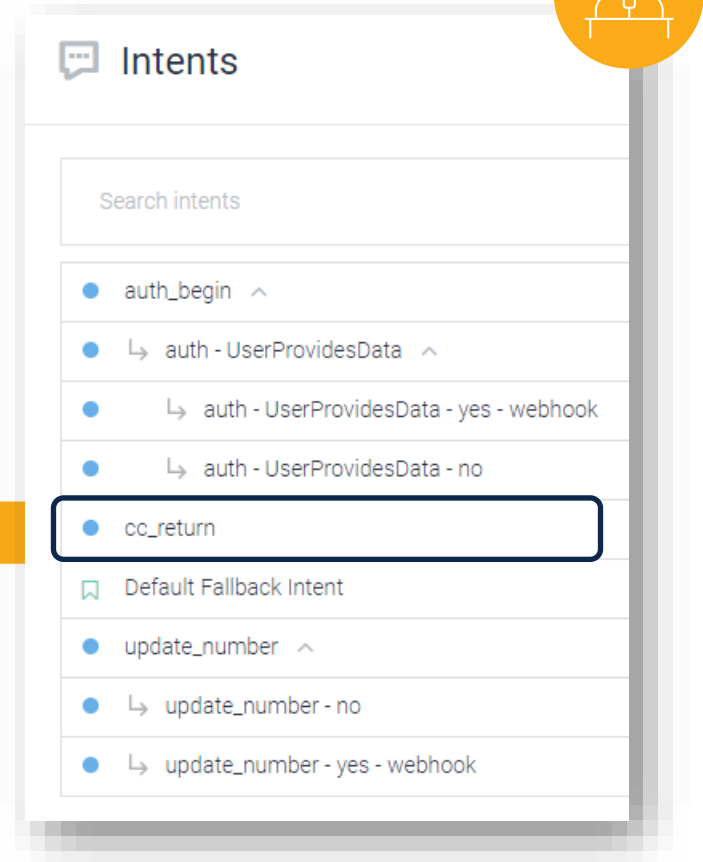 Intents
Search intents
auth_begin
auth - UserProvidesData
auth - UserProvidesData - yes - webhook
auth - UserProvidesData - no
cc_return
Default Fallback Intent
update_number
update_number - no
update_number - yes - webhook